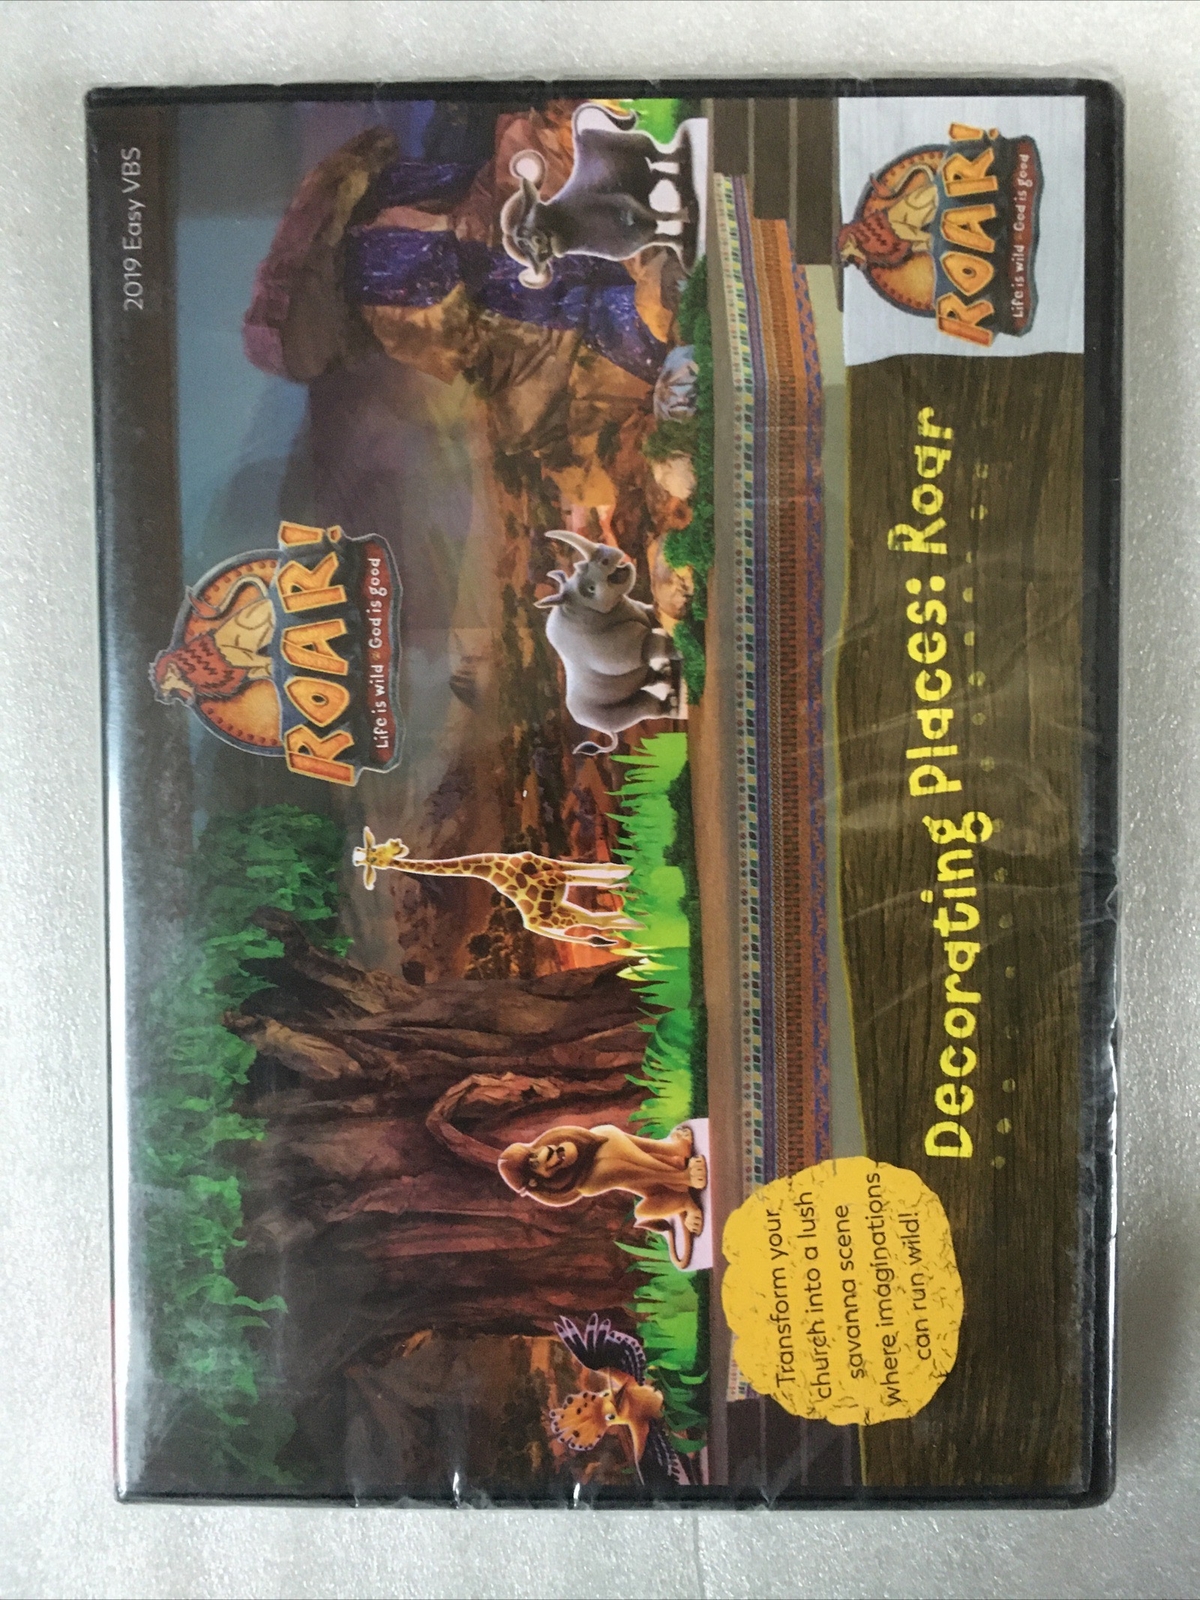 2019 Easy VBS
ROAR!
Life is wild · God is good
Transform your
church into a lush
savanna scene
where imaginations
can run wild!
Decorating places: Roar
ROAR!
Life is wild · God is good